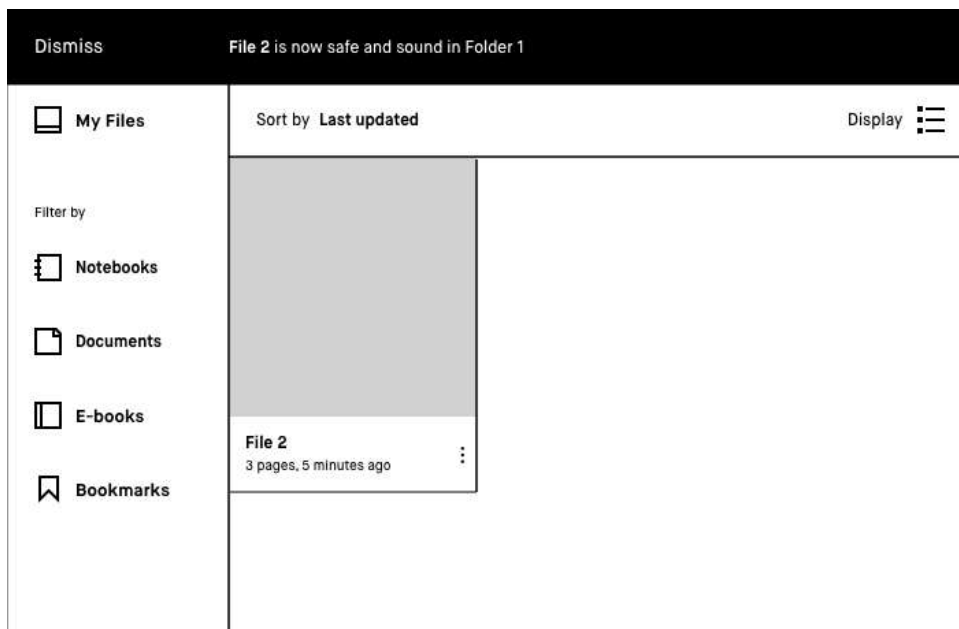 Dismiss
File 2 is now safe and sound in Folder 1
My Files
Sort by Last updated
Display
Filter by
Notebooks
Documents
E-books
Bookmarks
File 2
3 pages, 5 minutes ago